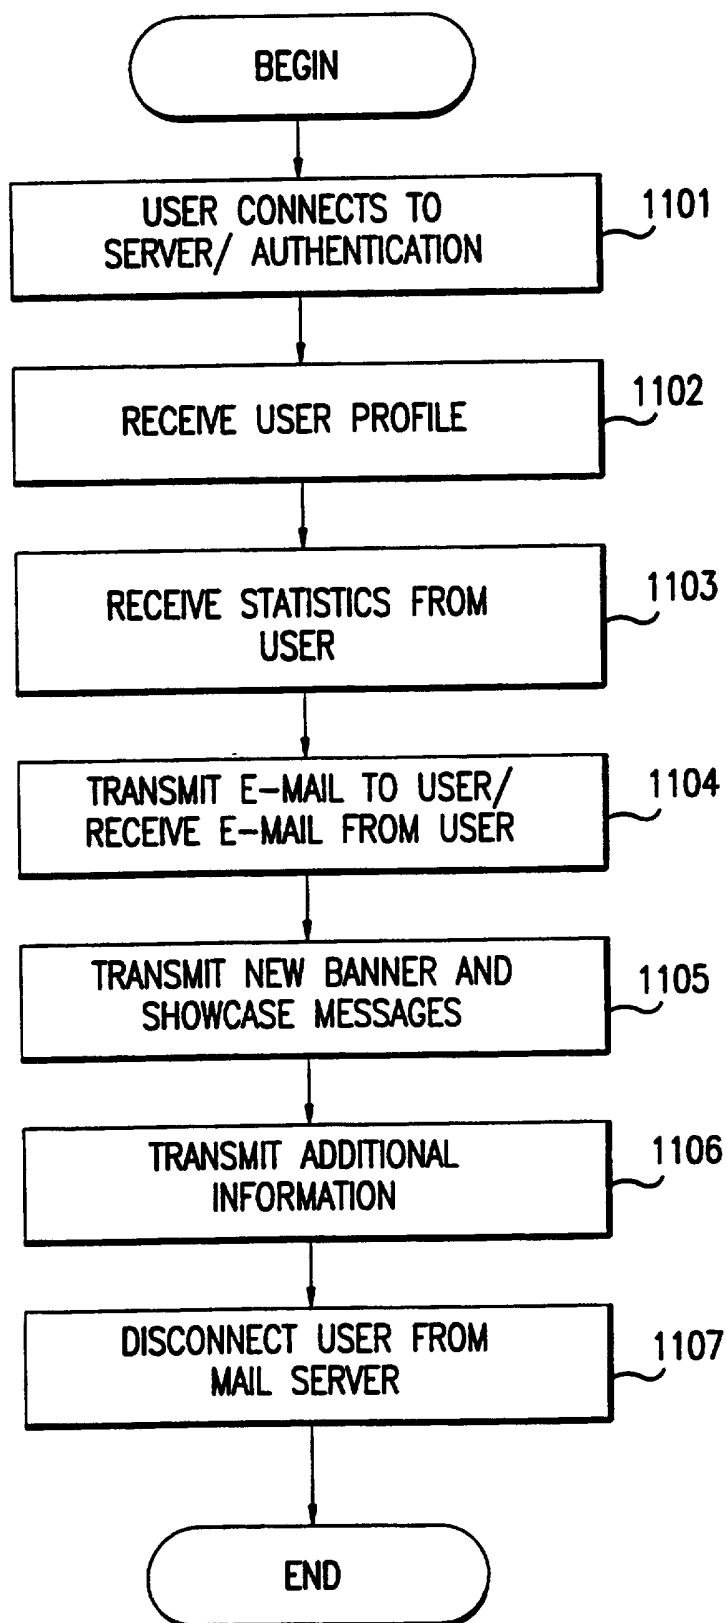 BEGIN
USER CONNECTS TO
SERVER/ AUTHENTICATION
1101
RECEIVE USER PROFILE
1102
RECEIVE STATISTICS FROM
USER
1103
TRANSMIT E-MAIL TO USER/
RECEIVE E-MAIL FROM USER
1104
TRANSMIT NEW BANNER AND
SHOWCASE MESSAGES
1105
TRANSMIT ADDITIONAL
INFORMATION
1106
DISCONNECT USER FROM
MAIL SERVER
1107
END